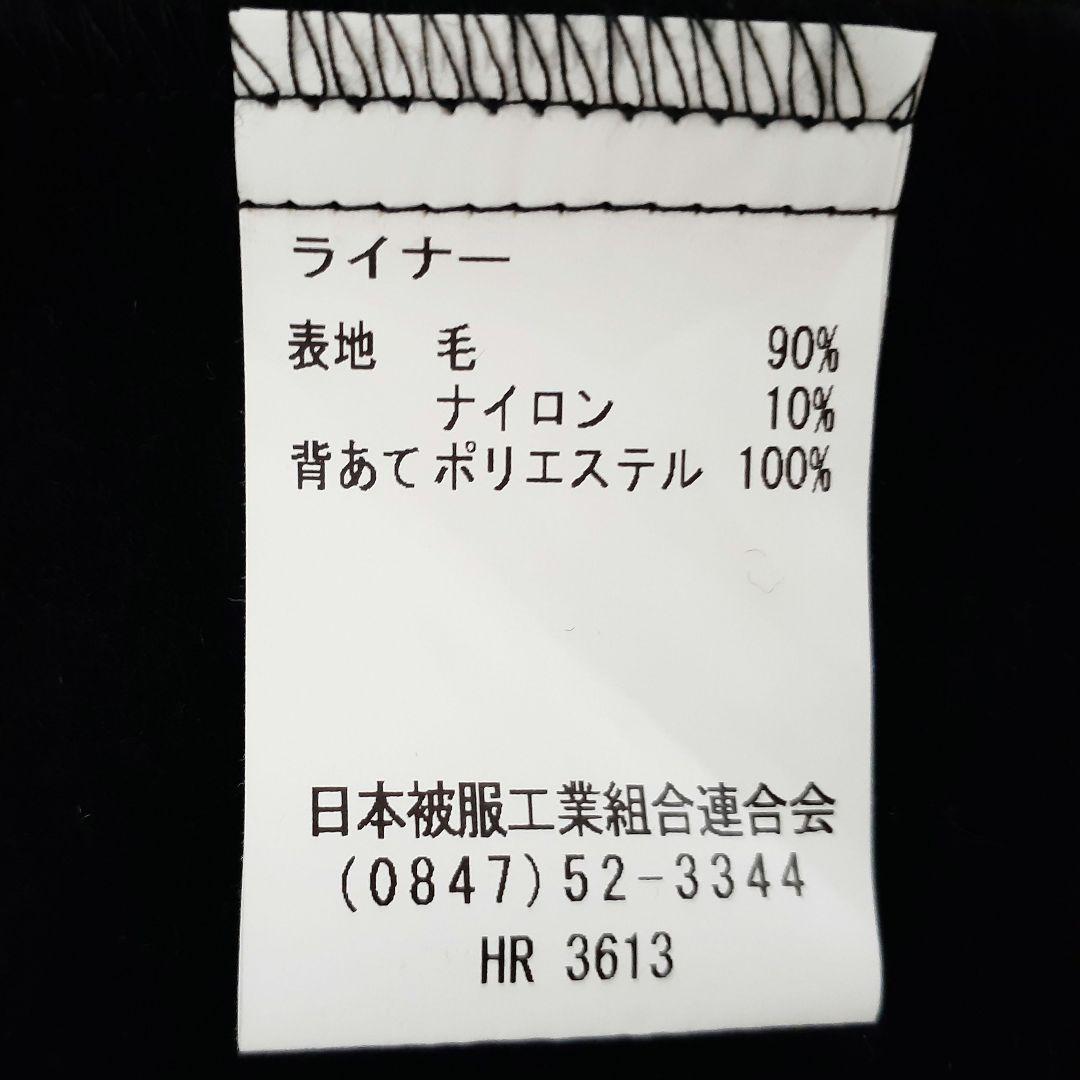 ライナー
表地 毛 90%
ナイロン 10%
背あて ポリエステル 100%
日本被服工業組合連合会
(0847)52-3344
HR 3613